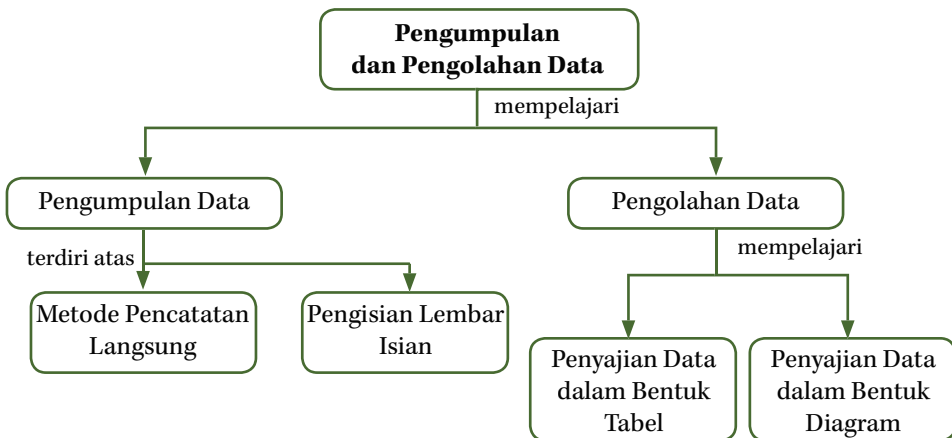 Pengumpulan
dan Pengolahan Data
mempelajari
Pengumpulan Data
Pengolahan Data
terdiri atas
mempelajari
Metode Pencatatan
Langsung
Pengisian Lembar
Isian
Penyajian Data
dalam Bentuk
Tabel
Penyajian Data
dalam Bentuk
Diagram